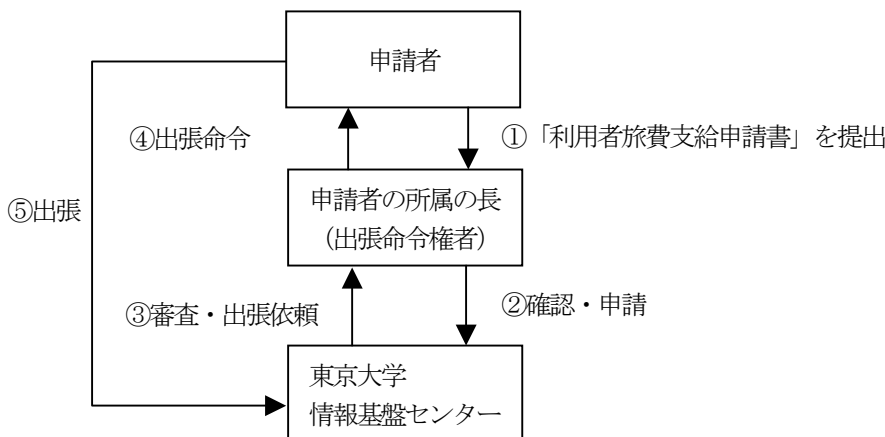 申請者
④出張命令
①「利用者旅費支給申請書」を提出
⑤出張
申請者の所属の長
（出張命令権者）
③審査・出張依頼
②確認・申請
東京大学
情報基盤センター